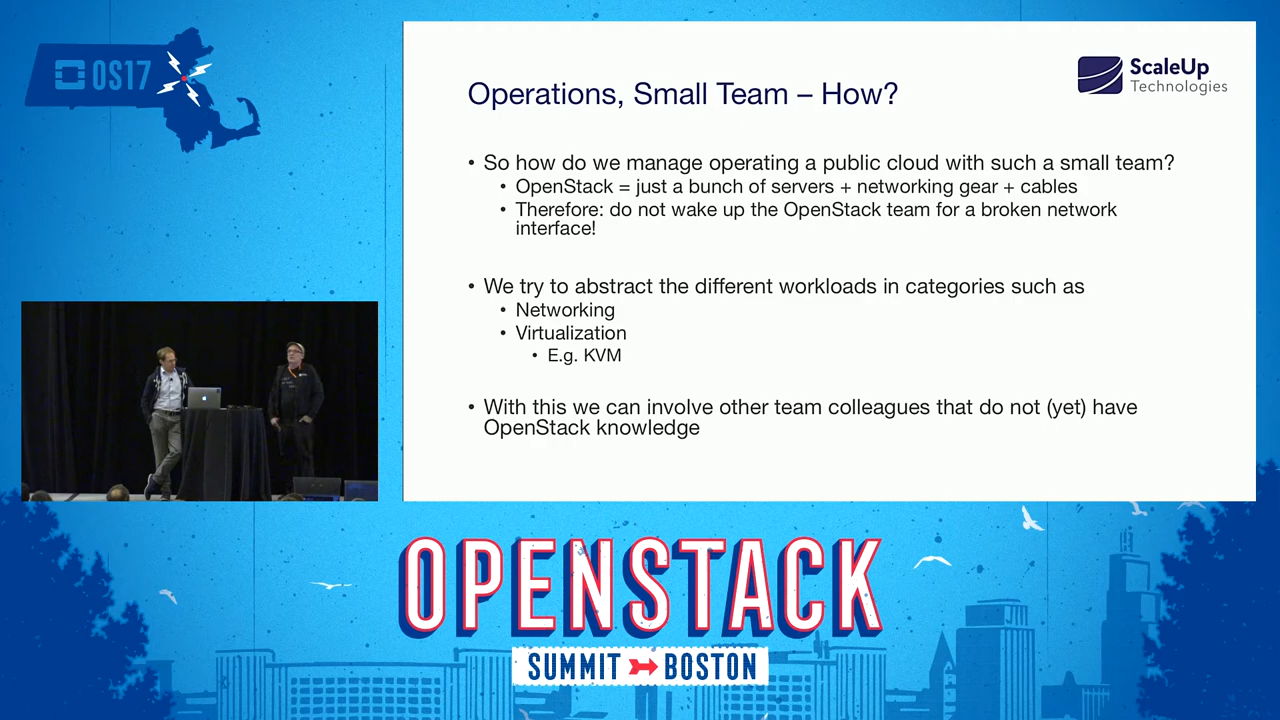 OS17
ScaleUp
Technologies
Operations, Small Team – How?
• So how do we manage operating a public cloud with such a small team?
• OpenStack = just a bunch of servers + networking gear + cables
• Therefore: do not wake up the OpenStack team for a broken network
interface!
• We try to abstract the different workloads in categories such as
• Networking
• Virtualization
• E.g. KVM
• With this we can involve other team colleagues that do not (yet) have
OpenStack knowledge
OPENSTACK
SUMMIT BOSTON